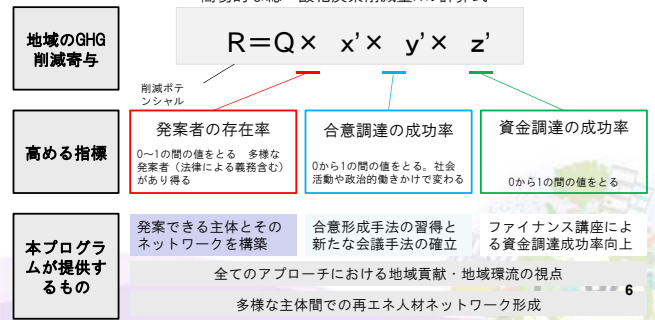 地域のGHG
削減寄与
R=Q× x'× y'× z'
削減ポテ
ンシャル
高める指標
発案者の存在率
0～1の間の値をとる 多様な
発案者（法律による義務含む）
があり得る
合意調達の成功率
0から1の間の値をとる。社会
活動や政治的働きかけで変わる
資金調達の成功率
0から1の間の値をとる
本プログラ
ムが提供す
るもの
発案できる主体とその
ネットワークを構築
合意形成手法の習得と
新たな会議手法の確立
ファイナンス講座によ
る資金調達成功率向上
全てのアプローチにおける地域貢献・地域環流の視点
多様な主体間での再エネ人材ネットワーク形成
6